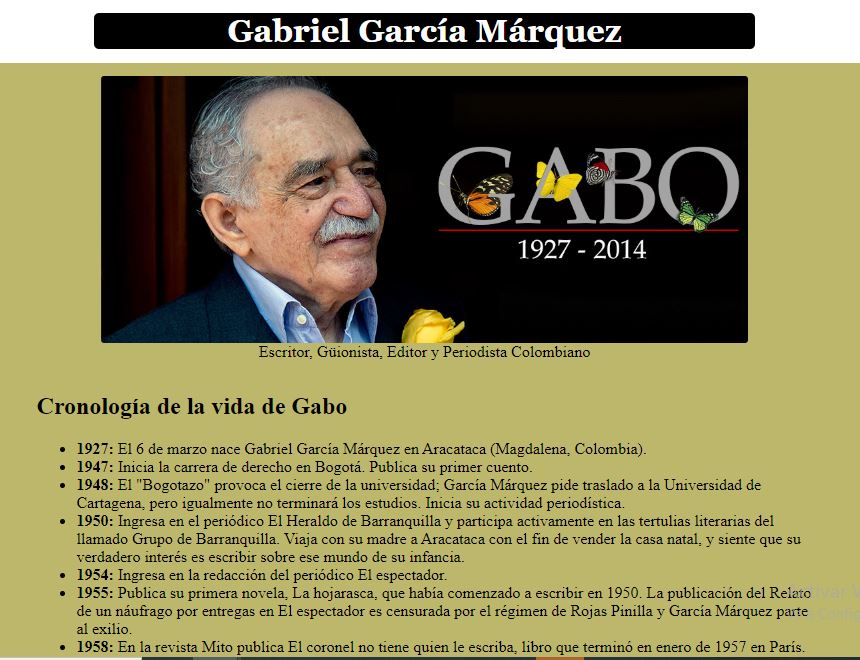 Gabriel García Márquez
GABO
1927 - 2014
Escritor, Güionista, Editor y Periodista Colombiano
Cronología de la vida de Gabo
1927: El 6 de marzo nace Gabriel García Márquez en Aracataca (Magdalena, Colombia).
1947: Inicia la carrera de derecho en Bogotá. Publica su primer cuento.
1948: El "Bogotazo" provoca el cierre de la universidad; García Márquez pide traslado a la Universidad de
Cartagena, pero igualmente no terminará los estudios. Inicia su actividad periodística.
1950: Ingresa en el periódico El Heraldo de Barranquilla y participa activamente en las tertulias literarias del
llamado Grupo de Barranquilla. Viaja con su madre a Aracataca con el fin de vender la casa natal, y siente que su
verdadero interés es escribir sobre ese mundo de su infancia.
1954: Ingresa en la redacción del periódico El espectador.
1955: Publica su primera novela, La hojarasca, que había comenzado a escribir en 1950. La publicación del Relato
de un náufrago por entregas en El espectador es censurada por el régimen de Rojas Pinilla y García Márquez parte
al exilio.
1958: En la revista Mito publica El coronel no tiene quien le escriba, libro que terminó en enero de 1957 en París.